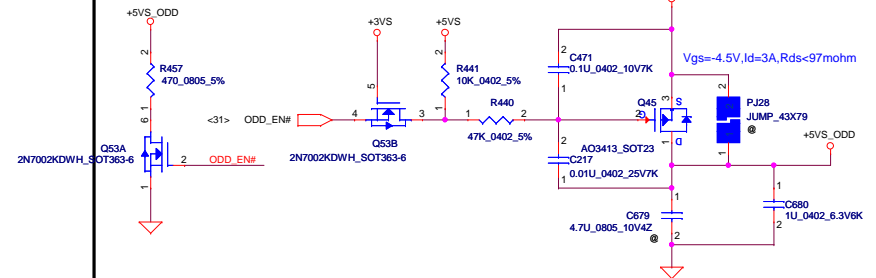 +5VS_ODD
+3VS
+5VS
2
R457
470_0805_5%
1
6
Q53A
2N7002KDWH_SOT363-6
2
ODD_EN#
1
<31>
ODD_EN#
4
5
3
Q53B
2N7002KDWH_SOT363-6
2
R441
10K_0402_5%
1
R440
1
2
47K_0402_5%
2
C471
0.1U_0402_10V7K
1
Vgs=-4.5V,Id=3A,Rds<97mohm
Q45
3
S
2
G
D
1
AO3413_SOT23
2
PJ28
JUMP_43X79
@
1
+5VS_ODD
2
C217
0.01U_0402_25V7K
1
1
C679
4.7U_0805_10V4Z
@
2
1
C680
1U_0402_6.3V6K
2